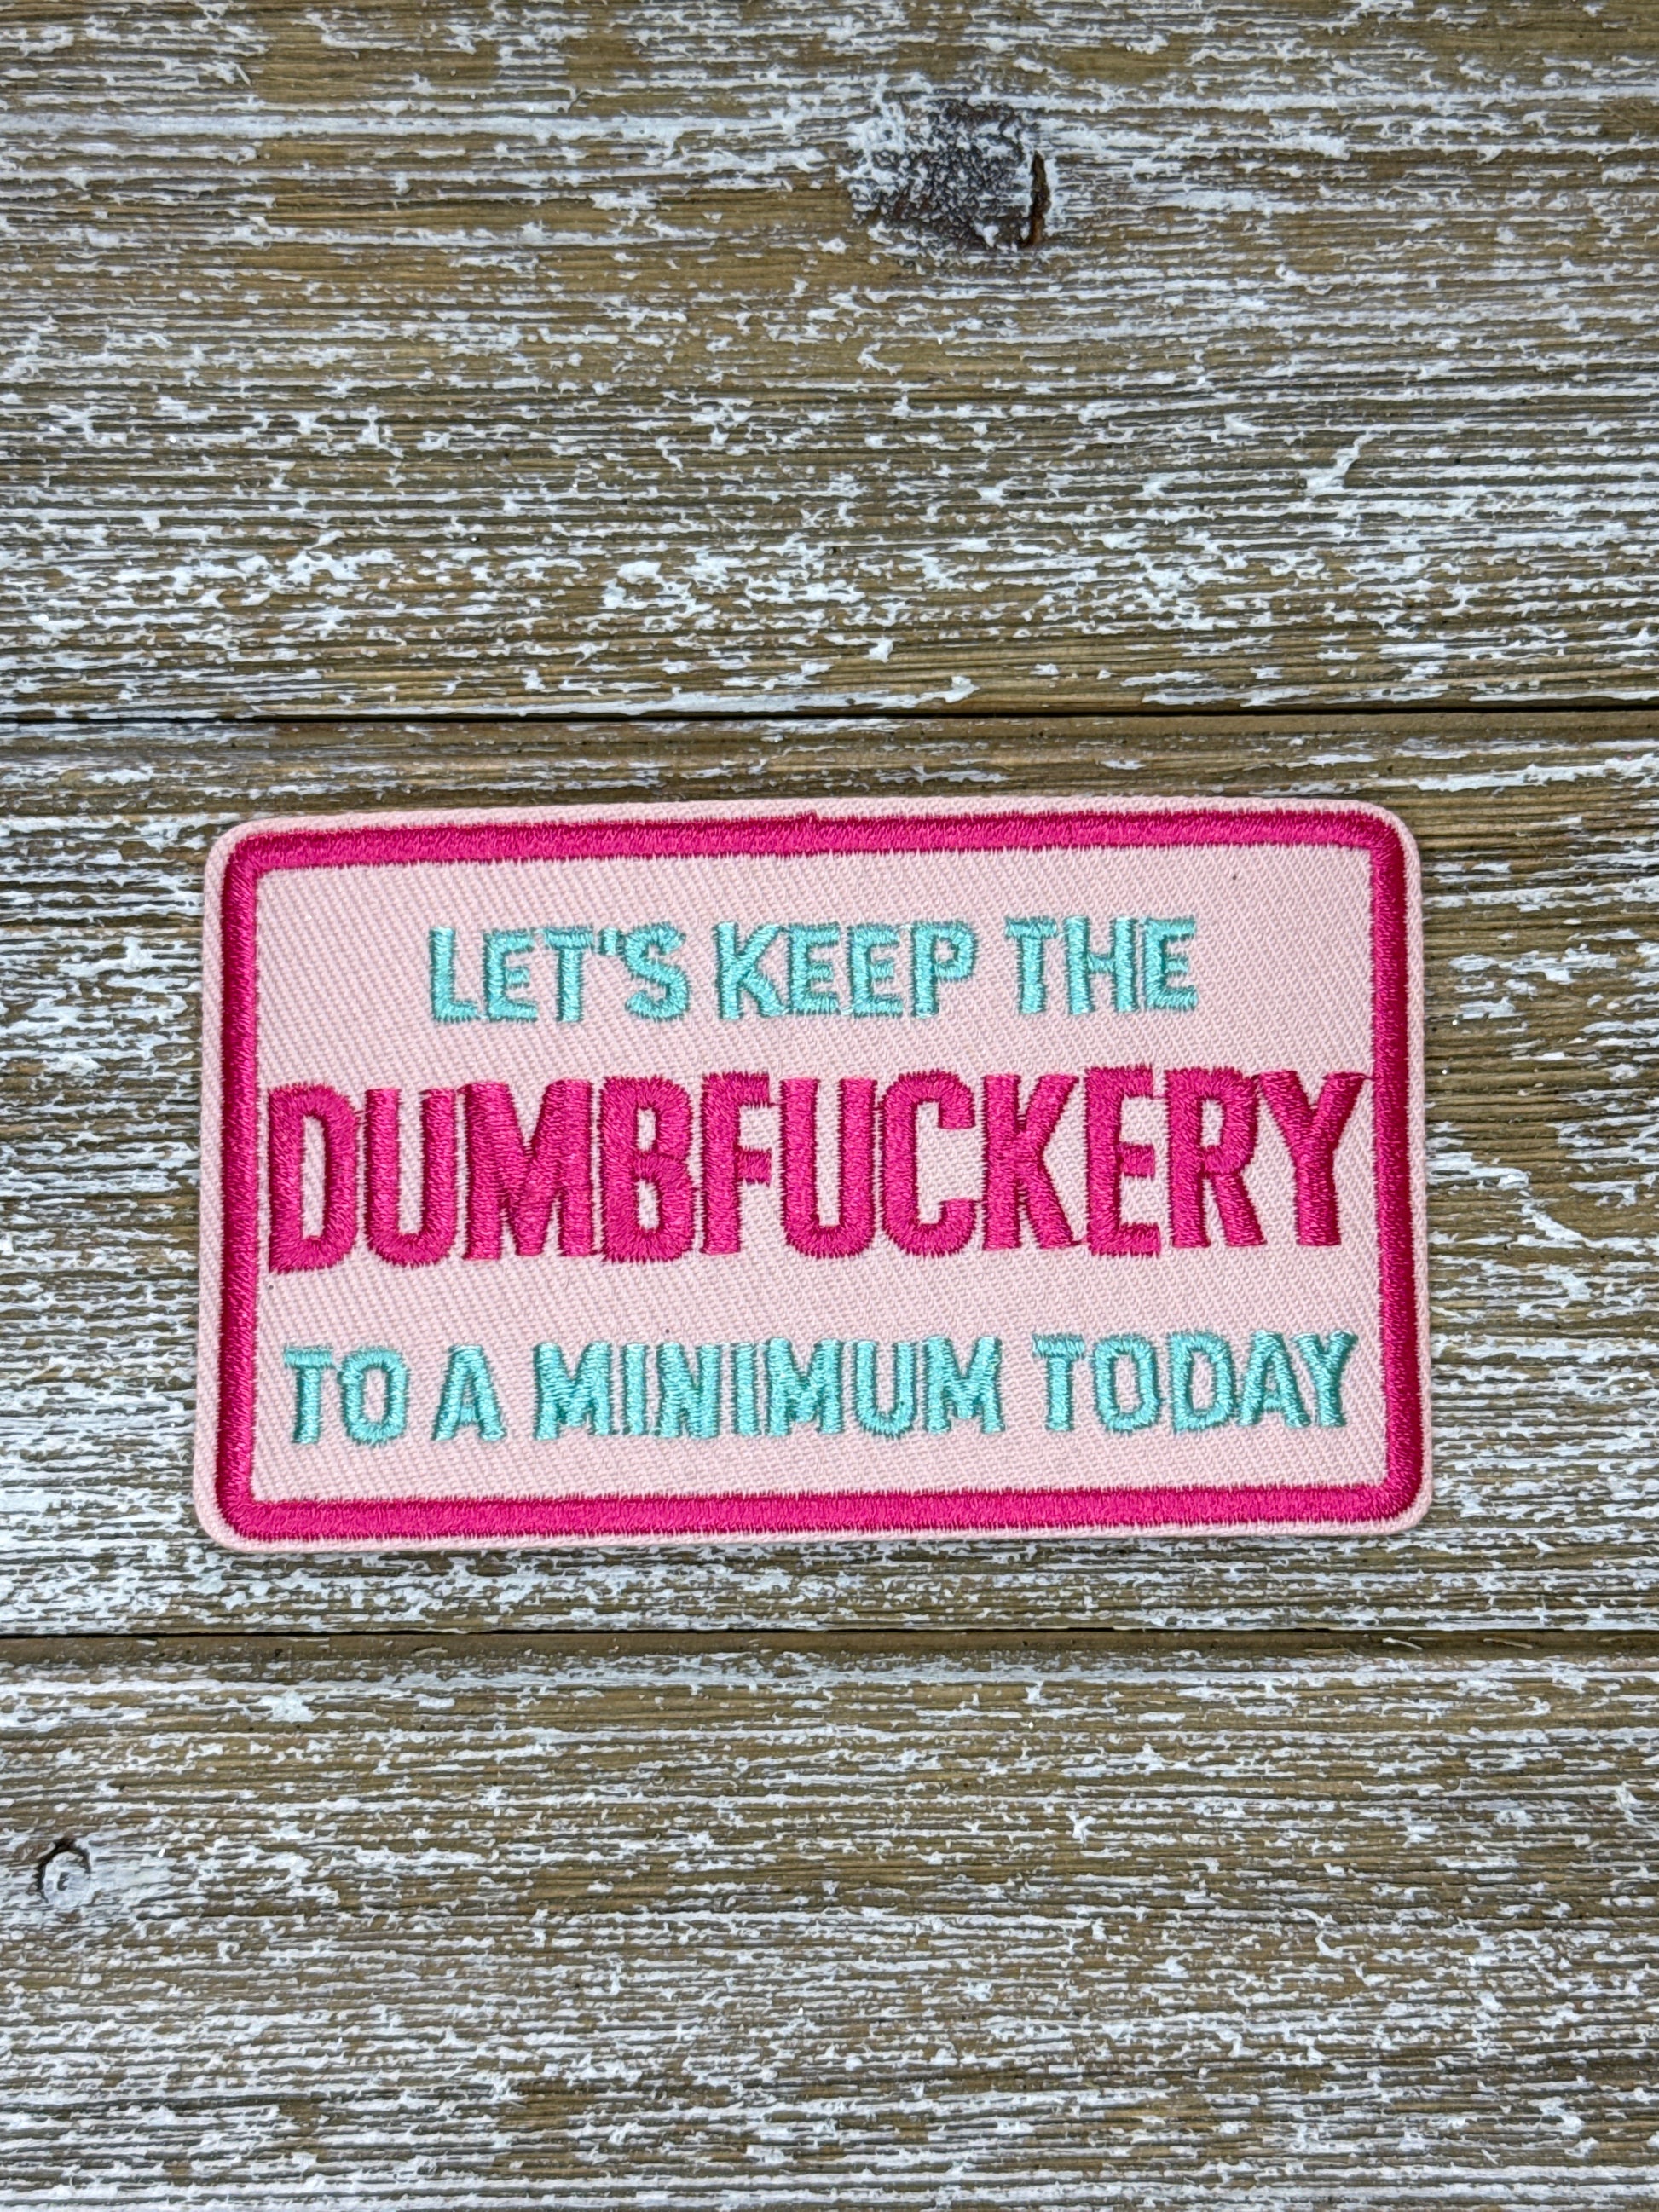 LET'S KEEP THE
DUMBFUCKERY
TO A MINIMUM TODAY